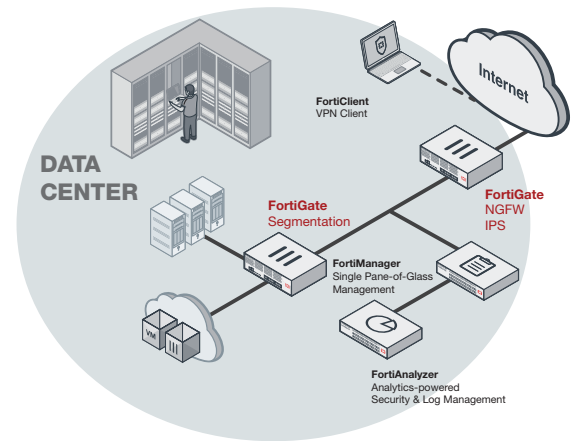 FortiClient
VPN Client
Internet
DATA
CENTER
FortiGate
NGFW
IPS
FortiGate
Segmentation
FortiManager
Single Pane-of-Glass
Management
VM
FortiAnalyzer
Analytics-powered
Security & Log Management